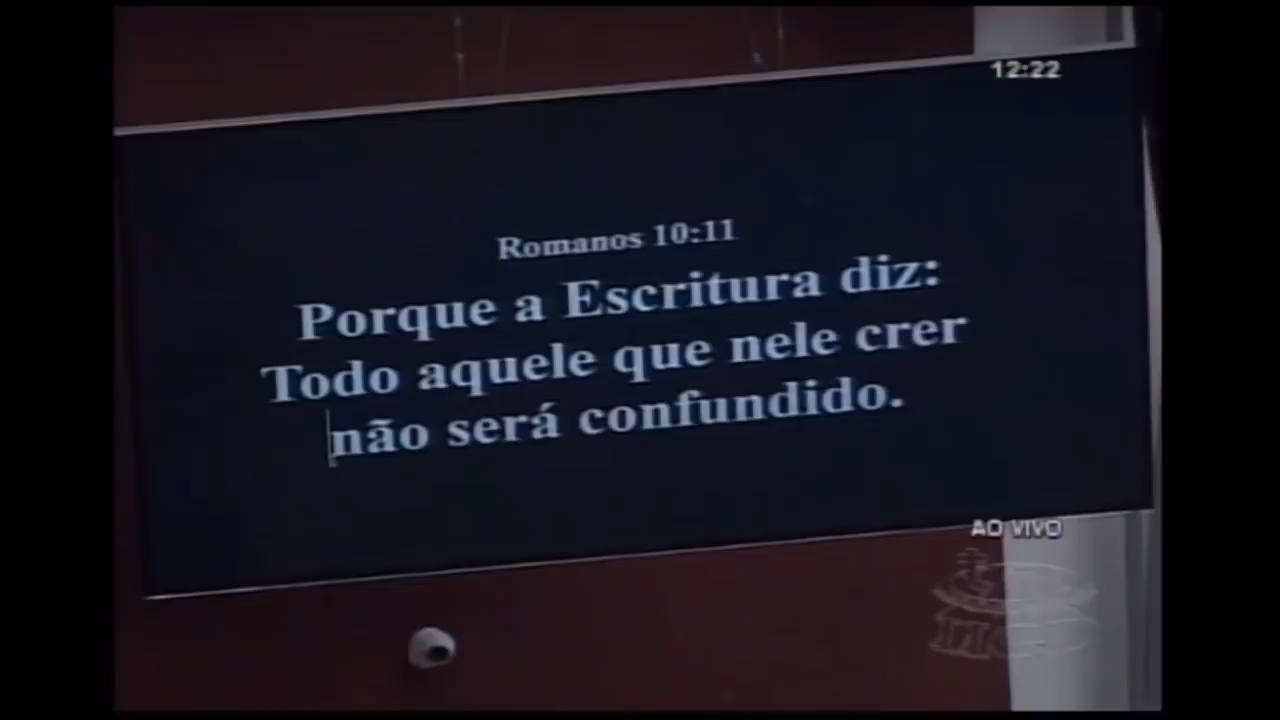 12:22
Romanos 10:11
Porque a Escritura diz:
Todo aquele que nele crer
não será confundido.
AO VIVO